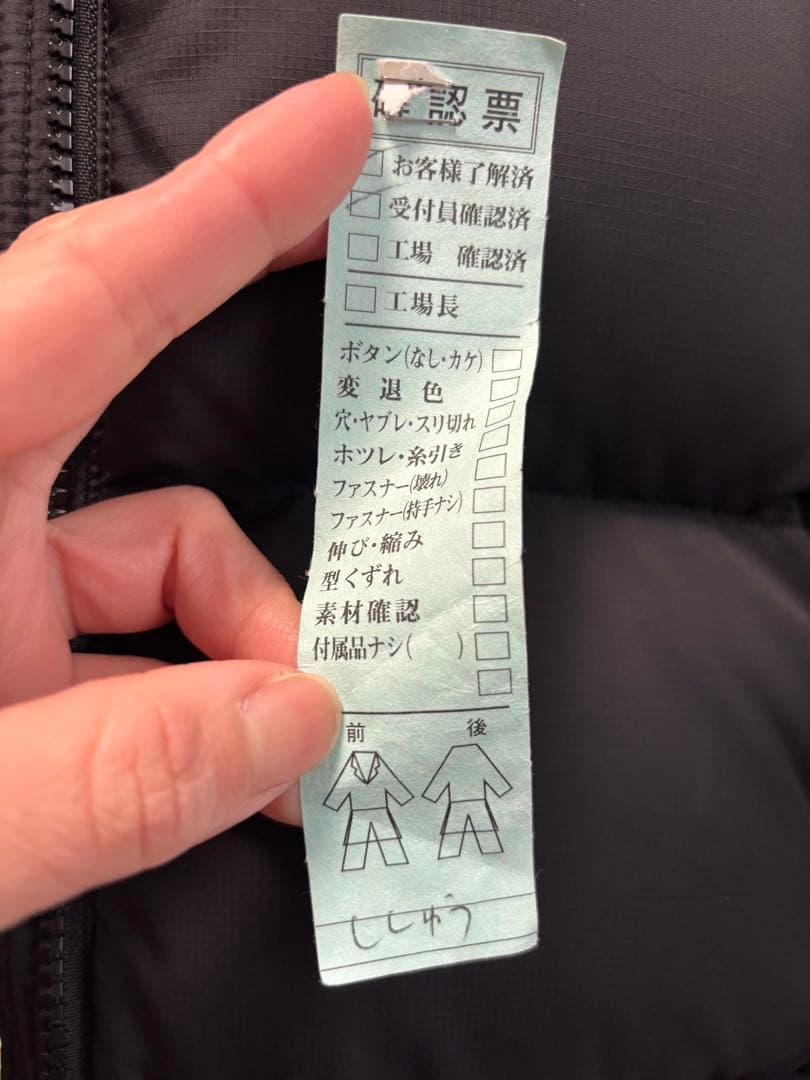 確認票
□ お客様了解済
□ 受付員確認済
□ 工場 確認済
□ 工場長
ボタン(なし・カケ) □
変退色 □
穴・ヤブレ・スリ切れ □
ホツレ・糸引き □
ファスナー(壊れ) □
ファスナー(持手ナシ) □
伸び・縮み □
型くずれ □
素材確認 □
付属品ナシ( ) □
□
前 後
ししゅう